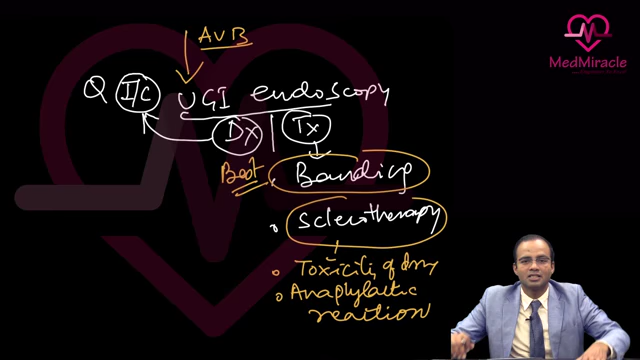 MedMiracle
AVB
Q I/c UGI endoscopy
Dx | Tx
Best • Banding
• Sclerotherapy
• Toxicity of drug
• Anaphylactic
reaction